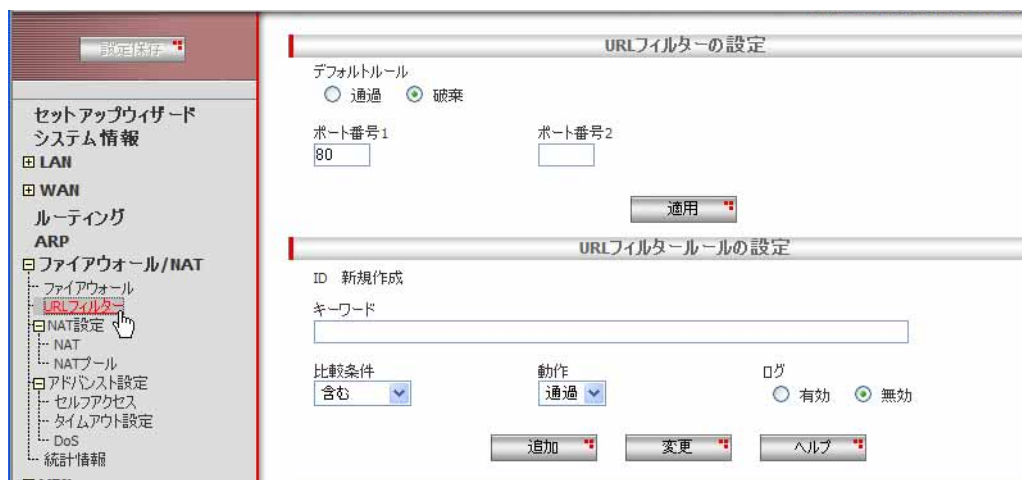 設定保存
セットアップウィザード
システム情報
LAN
WAN
ルーティング
ARP
ファイアウォール/NAT
ファイアウォール
URLフィルター
NAT設定
NAT
NATプール
アドバンスト設定
セルフアクセス
タイムアウト設定
DoS
統計情報
URLフィルターの設定
デフォルトルール
通過 破棄
ポート番号1 ポート番号2
80
適用
URLフィルタールールの設定
ID 新規作成
キーワード
比較条件 動作 ログ
含む 通過 有効 無効
追加 変更 ヘルプ